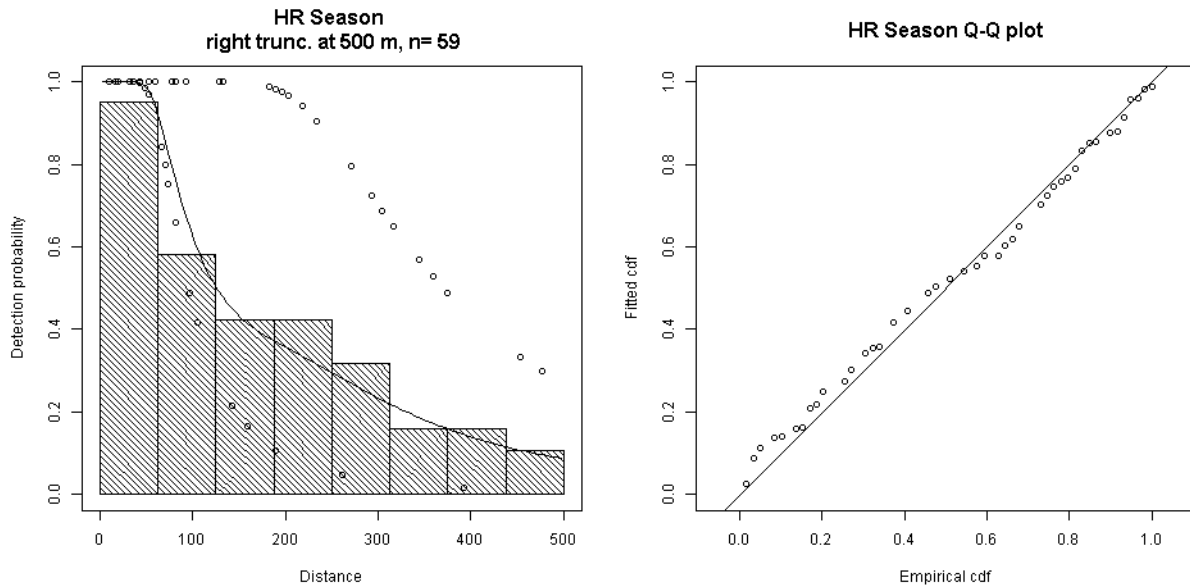 HR Season
right trunc. at 500 m, n= 59
Detection probability
1.0
0.8
0.6
0.4
0.2
0.0
0 100 200 300 400 500
Distance
HR Season Q-Q plot
Fitted cdf
1.0
0.8
0.6
0.4
0.2
0.0
0.0 0.2 0.4 0.6 0.8 1.0
Empirical cdf